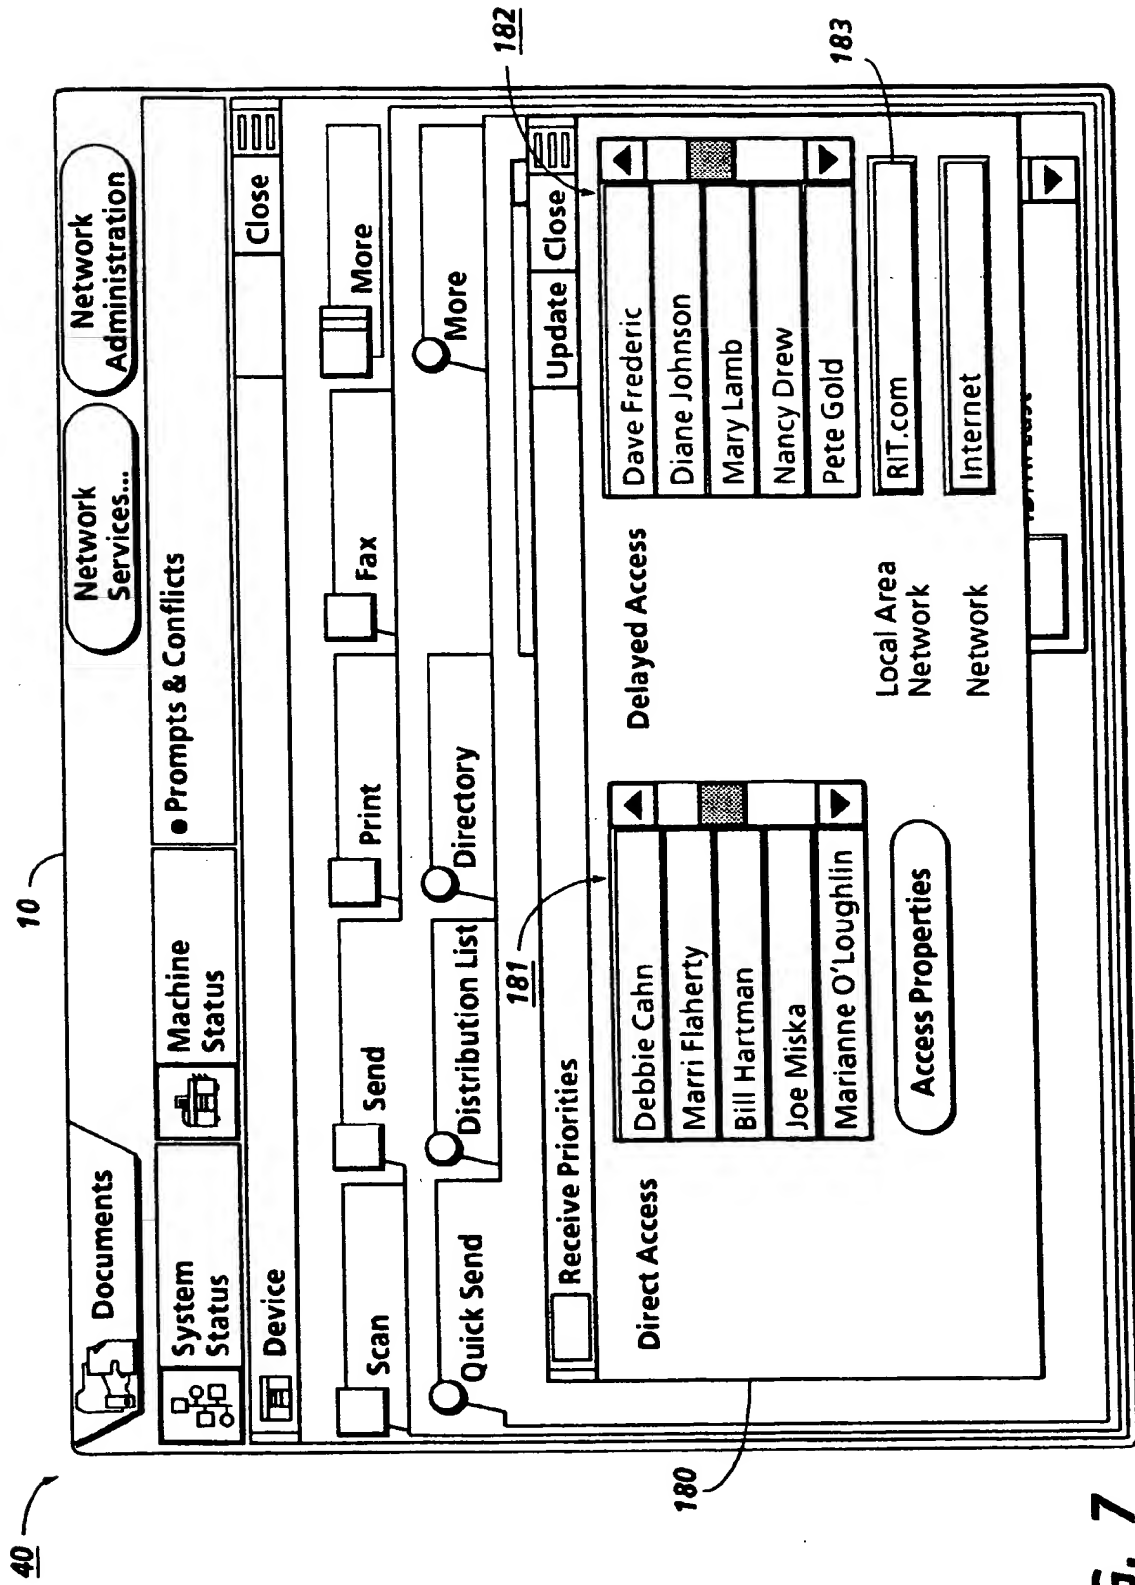 40
10
Documents
Network
Services...
Network
Administration
System
Status
Machine
Status
● Prompts & Conflicts
Device
Close
Scan
Send
Print
Fax
More
Quick Send
Distribution List
Directory
More
180
181
182
183
Receive Priorities
Update
Close
Direct Access
Debbie Cahn
Marri Flaherty
Bill Hartman
Joe Miska
Marianne O'Loughlin
Access Properties
Delayed Access
Dave Frederic
Diane Johnson
Mary Lamb
Nancy Drew
Pete Gold
Local Area
Network
RIT.com
Network
Internet
G. 7